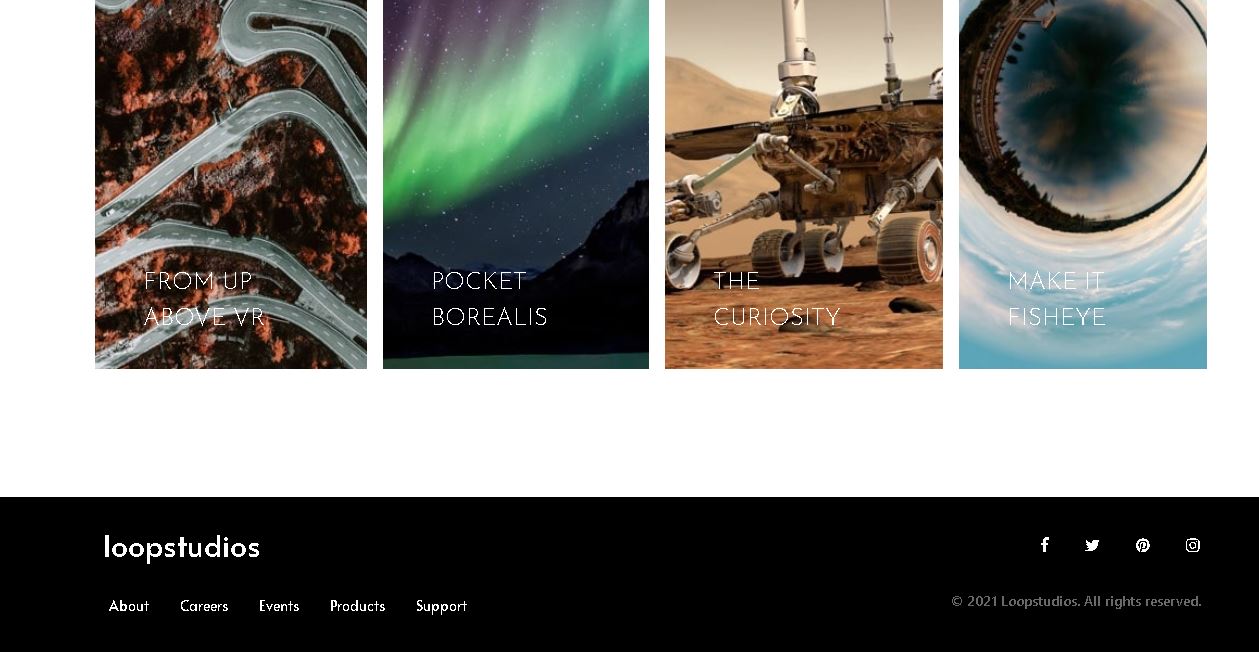 FROM UP
ABOVE VR
POCKET
BOREALIS
THE
CURIOSITY
MAKE IT
FISHEYE
loopstudios
About Careers Events Products Support
© 2021 Loopstudios. All rights reserved.